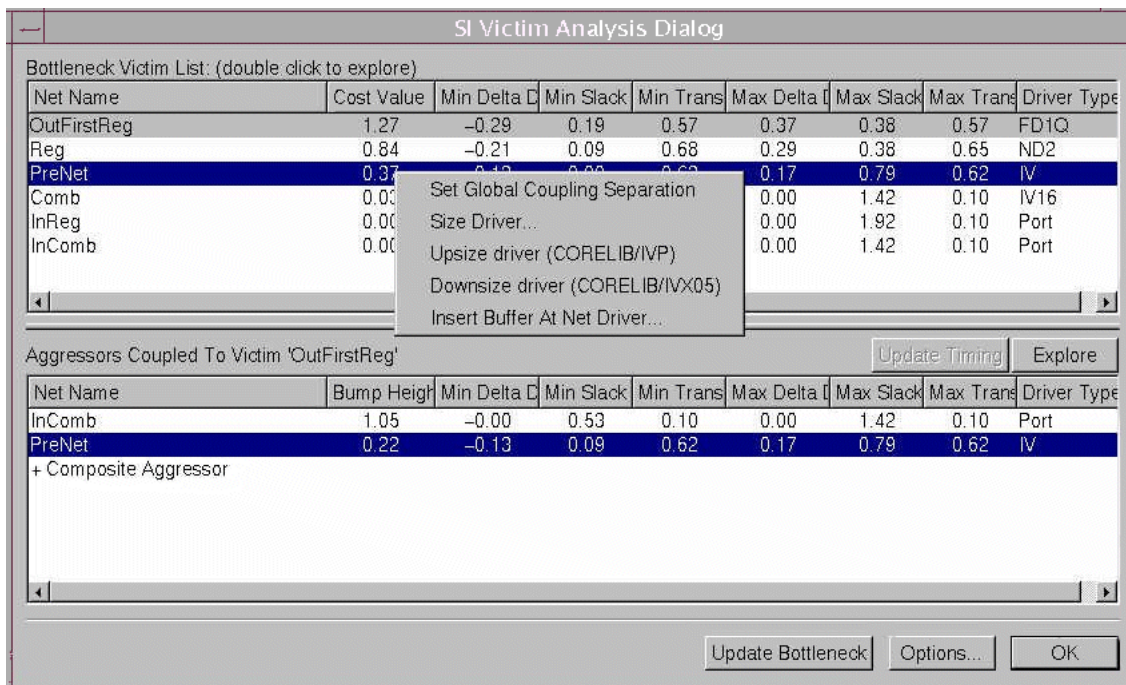 SI Victim Analysis Dialog
Bottleneck Victim List: (double click to explore)
Net Name Cost Value Min Delta D Min Slack Min Trans Max Delta D Max Slack Max Trans Driver Type
OutFirstReg 1.27 −0.29 0.19 0.57 0.37 0.38 0.57 FD1Q
Reg 0.84 −0.21 0.09 0.68 0.29 0.38 0.65 ND2
PreNet 0.37 0.17 0.79 0.62 IV
Comb 0.03 0.00 1.42 0.10 IV16
InReg 0.00 0.00 1.92 0.10 Port
InComb 0.00 0.00 1.42 0.10 Port
Set Global Coupling Separation
Size Driver...
Upsize driver (CORELIB/IVP)
Downsize driver (CORELIB/IVX05)
Insert Buffer At Net Driver...
Aggressors Coupled To Victim 'OutFirstReg'
Update Timing Explore
Net Name Bump Heigh Min Delta D Min Slack Min Trans Max Delta D Max Slack Max Trans Driver Type
InComb 1.05 −0.00 0.53 0.10 0.00 1.42 0.10 Port
PreNet 0.22 −0.13 0.09 0.62 0.17 0.79 0.62 IV
+ Composite Aggressor
Update Bottleneck Options... OK